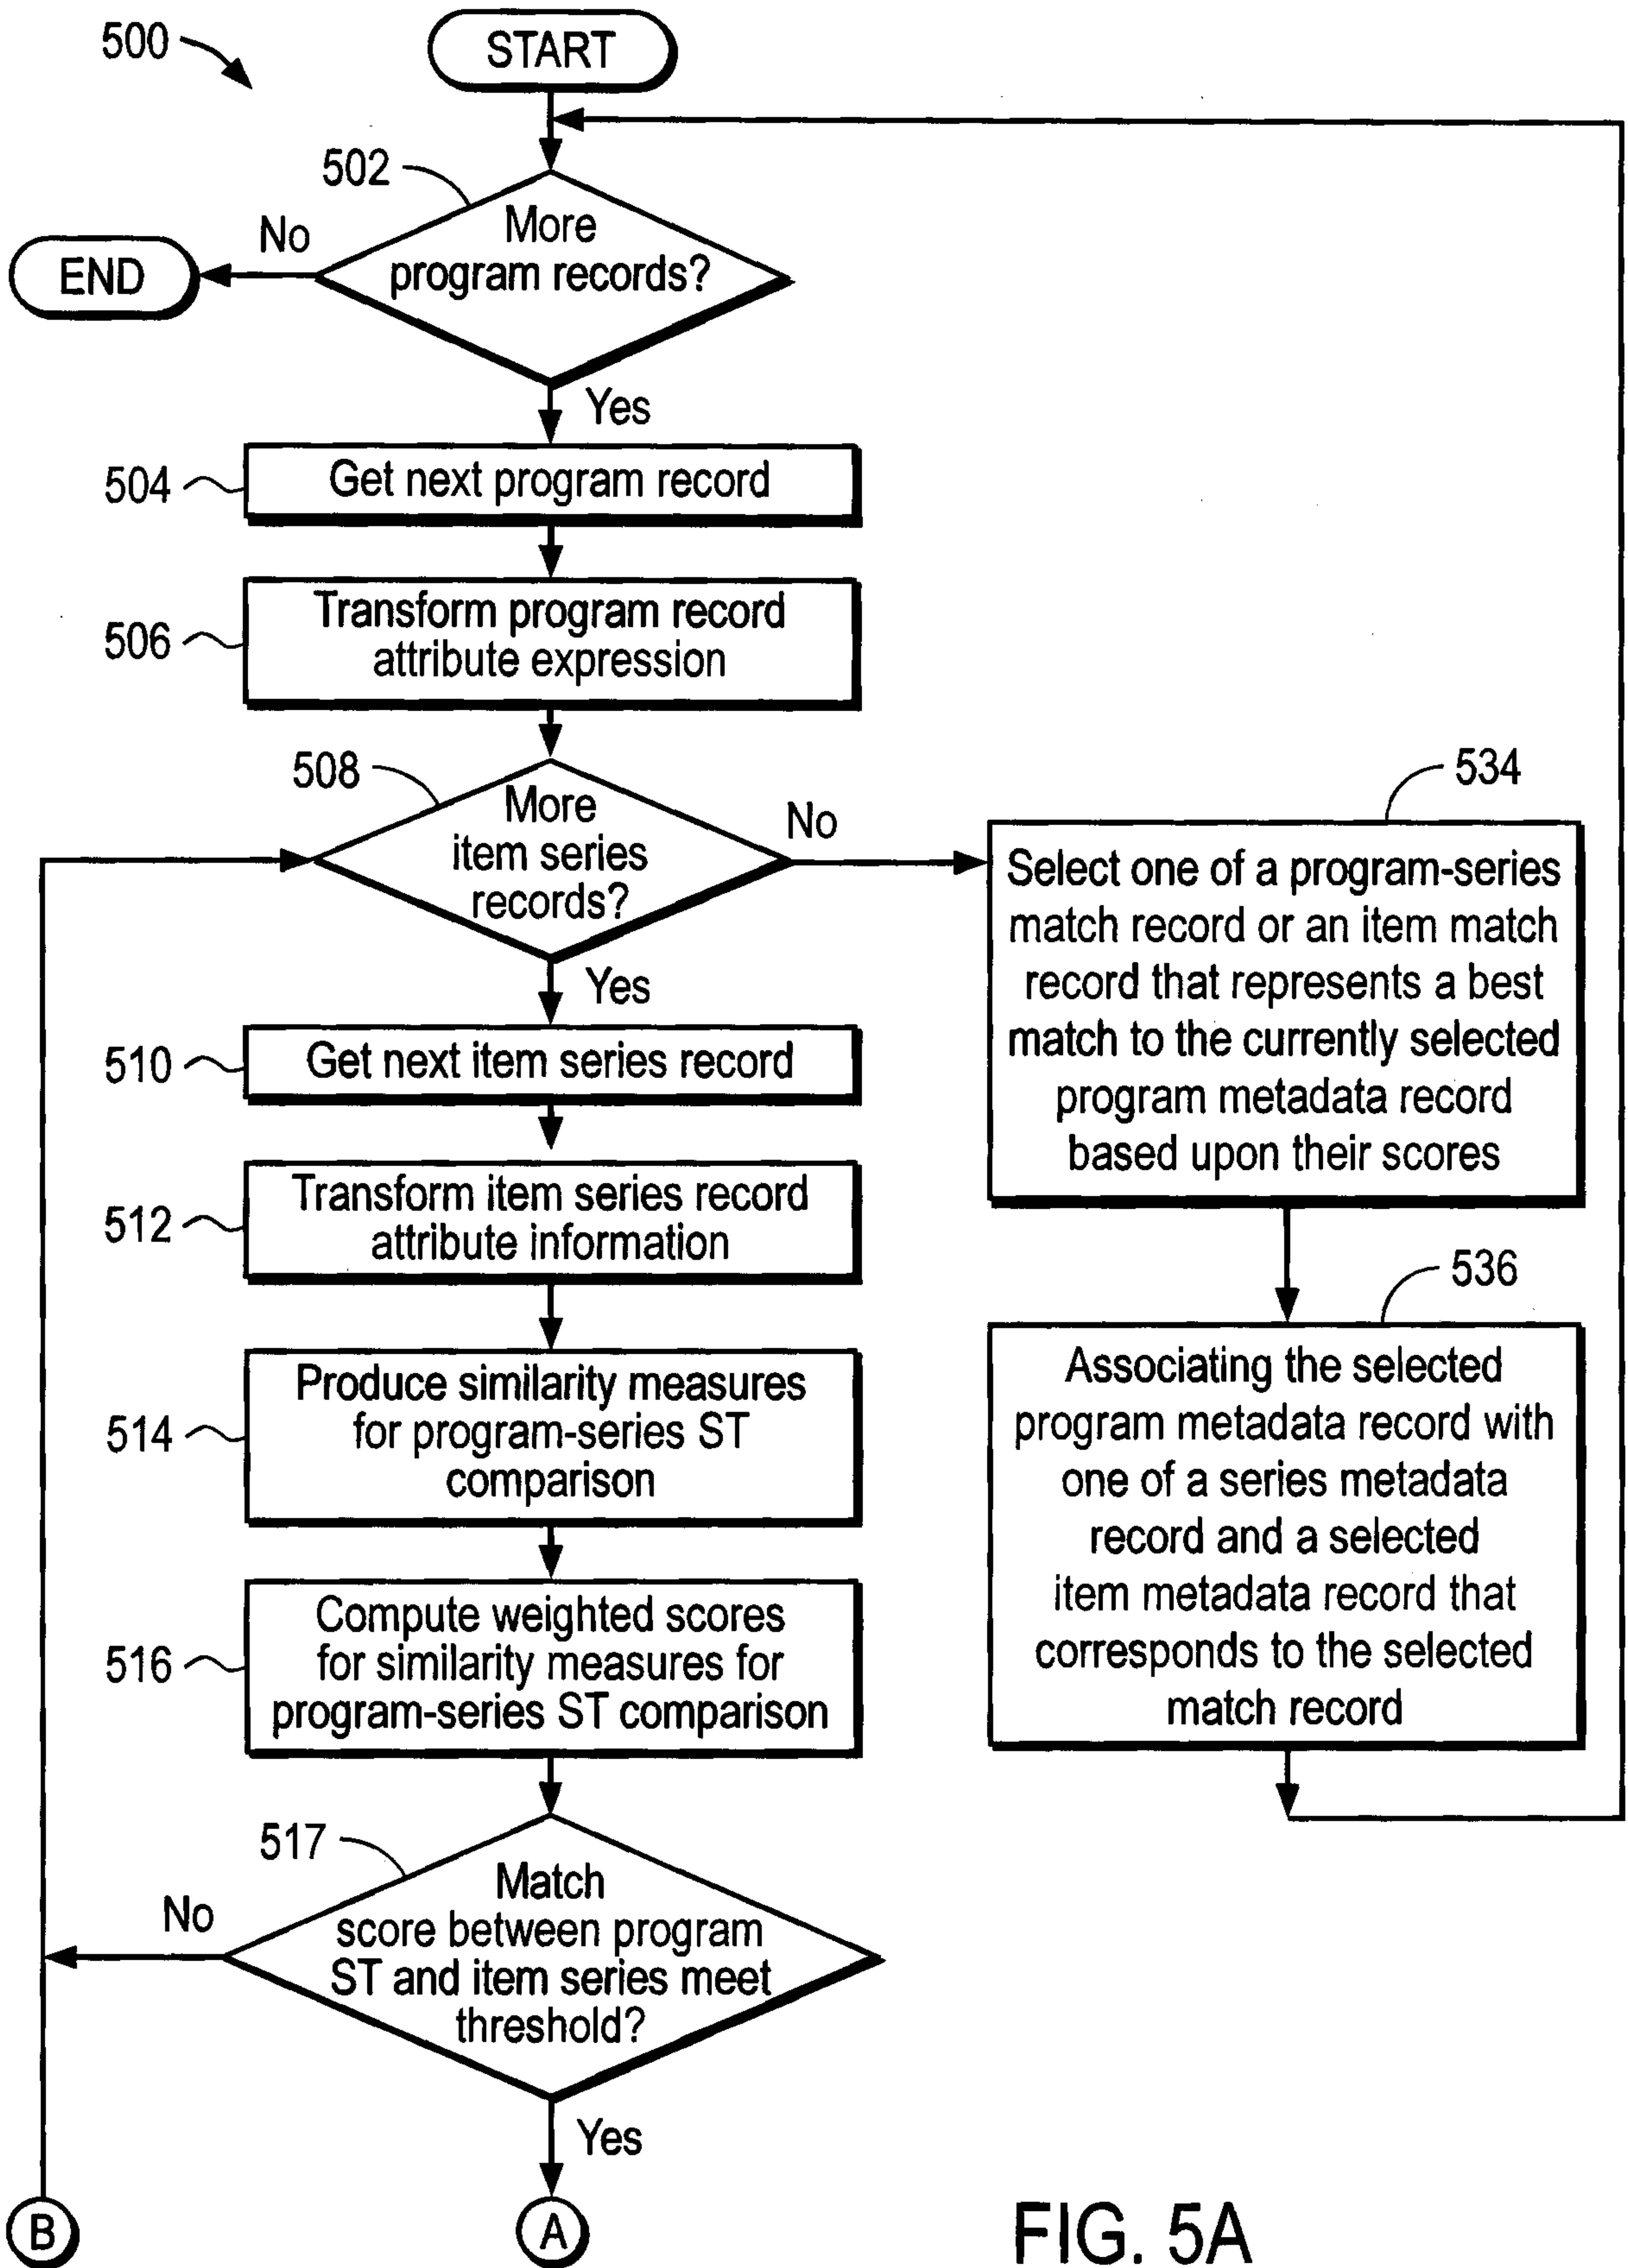 500
START
502
More
program records?
No
END
Yes
504
Get next program record
506
Transform program record
attribute expression
508
More
item series
records?
No
Yes
510
Get next item series record
512
Transform item series record
attribute information
514
Produce similarity measures
for program-series ST
comparison
516
Compute weighted scores
for similarity measures for
program-series ST comparison
517
Match
score between program
ST and item series meet
threshold?
No
Yes
B
A
534
Select one of a program-series
match record or an item match
record that represents a best
match to the currently selected
program metadata record
based upon their scores
536
Associating the selected
program metadata record with
one of a series metadata
record and a selected
item metadata record that
corresponds to the selected
match record
FIG. 5A